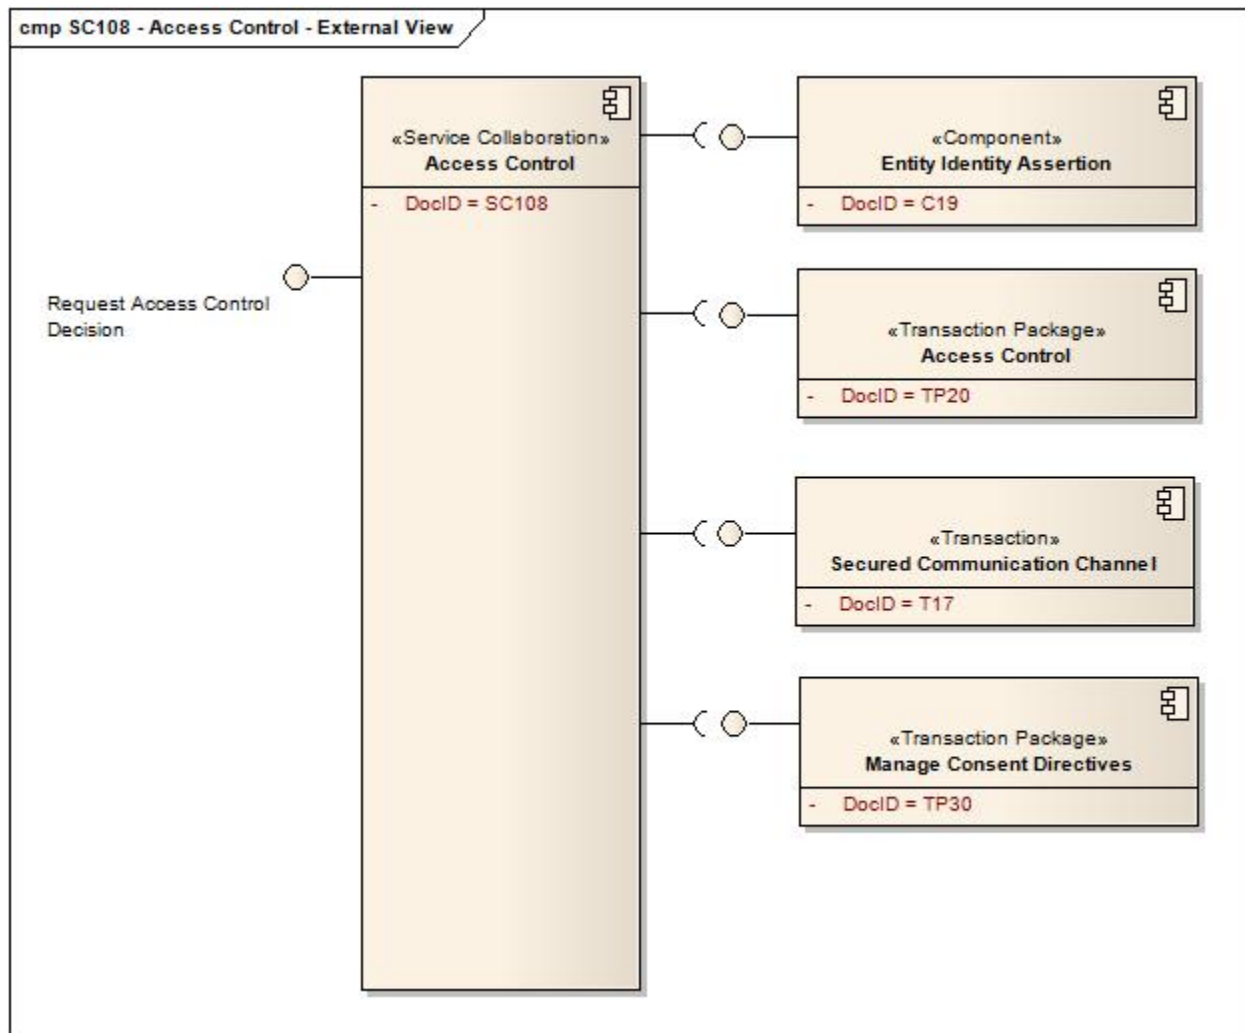 cmp SC108 - Access Control - External View
«Service Collaboration»
Access Control
- DocID = SC108
Request Access Control
Decision
«Component»
Entity Identity Assertion
- DocID = C19
«Transaction Package»
Access Control
- DocID = TP20
«Transaction»
Secured Communication Channel
- DocID = T17
«Transaction Package»
Manage Consent Directives
- DocID = TP30